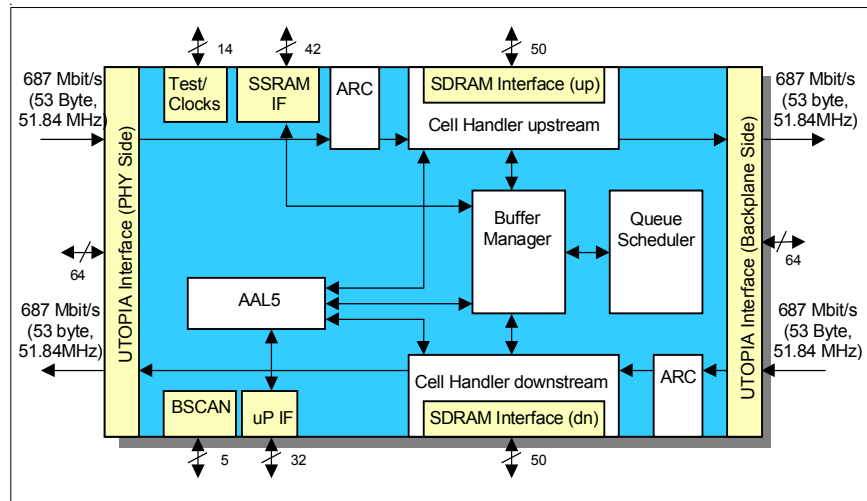 14
42
50
687 Mbit/s
(53 Byte,
51.84 MHz)
Test/
Clocks
SSRAM
IF
ARC
SDRAM Interface (up)
Cell Handler upstream
687 Mbit/s
(53 byte,
51.84 MHz)
UTOPIA Interface (PHY Side)
Buffer
Manager
Queue
Scheduler
UTOPIA Interface (Backplane Side)
64
64
AAL5
687 Mbit/s
(53 byte,
51.84MHz)
687 Mbit/s
(53 Byte,
51.84 MHz)
Cell Handler downstream
ARC
BSCAN
uP IF
SDRAM Interface (dn)
5
32
50